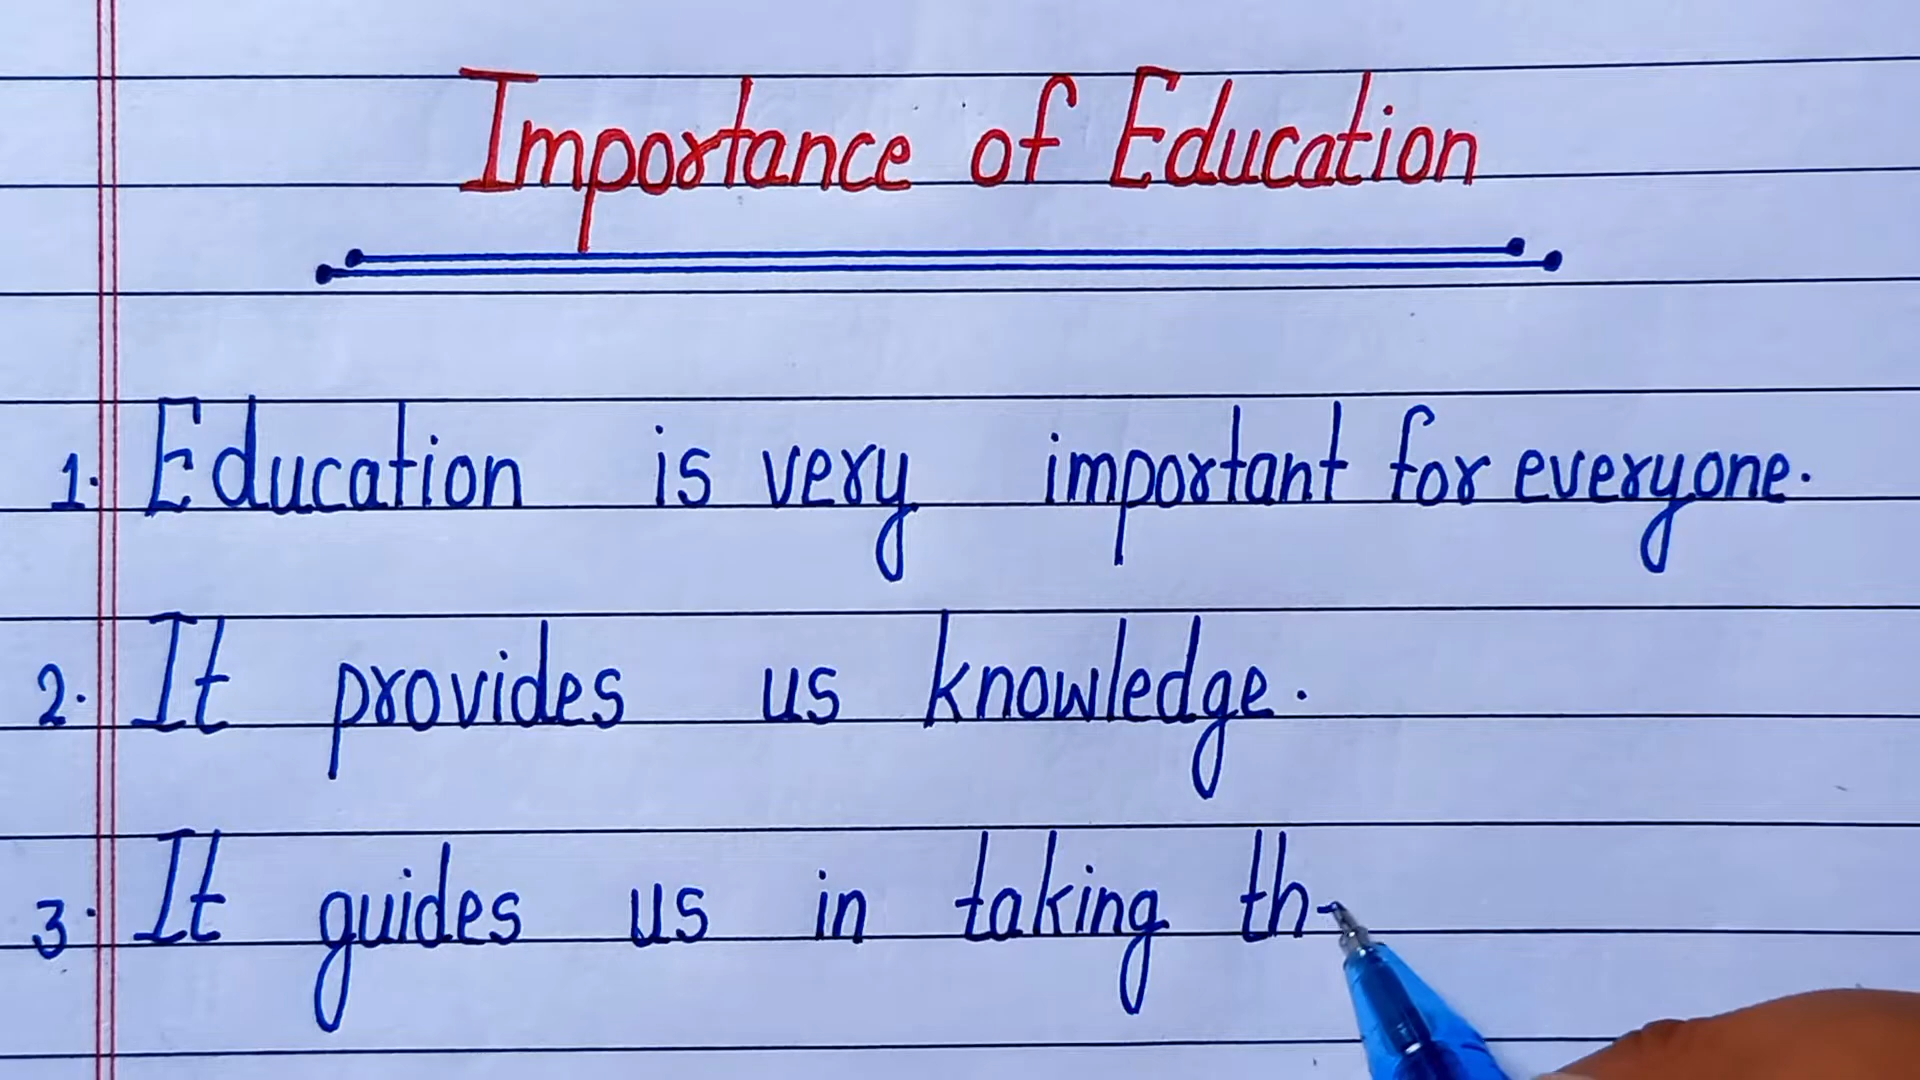 Importance of Education
1. Education is very important for everyone.
2. It provides us knowledge.
3. It guides us in taking th